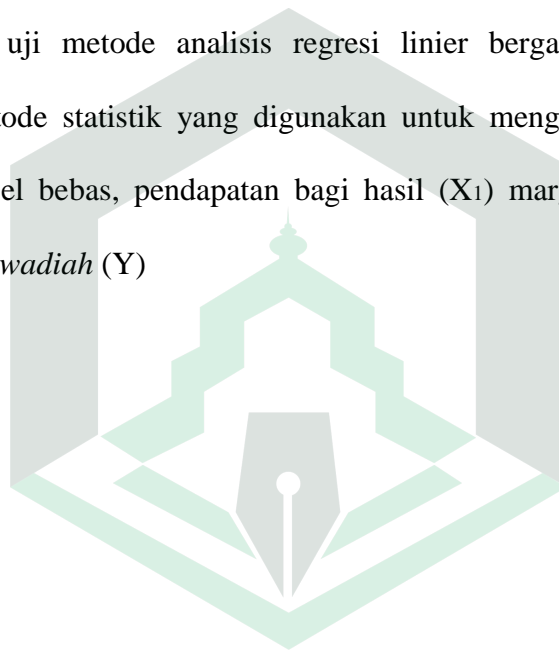 uji metode analisis regresi linier berga
tode statistik yang digunakan untuk meng
el bebas, pendapatan bagi hasil (X₁) mar
wadiah (Y)